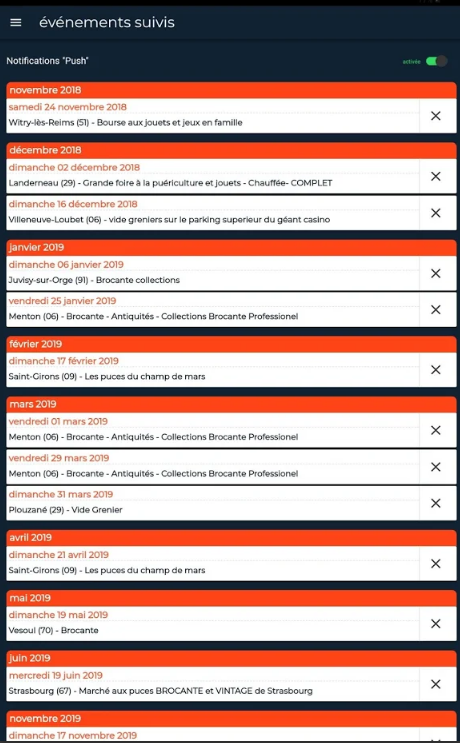 événements suivis
Notifications "Push"
activée
novembre 2018
samedi 24 novembre 2018
Witry-lès-Reims (51) - Bourse aux jouets et jeux en famille
décembre 2018
dimanche 02 décembre 2018
Landerneau (29) - Grande foire à la puériculture et jouets - Chauffée- COMPLET
dimanche 16 décembre 2018
Villeneuve-Loubet (06) - vide greniers sur le parking superieur du géant casino
janvier 2019
dimanche 06 janvier 2019
Juvisy-sur-Orge (91) - Brocante collections
vendredi 25 janvier 2019
Menton (06) - Brocante - Antiquités - Collections Brocante Professionel
février 2019
dimanche 17 février 2019
Saint-Girons (09) - Les puces du champ de mars
mars 2019
vendredi 01 mars 2019
Menton (06) - Brocante - Antiquités - Collections Brocante Professionel
vendredi 29 mars 2019
Menton (06) - Brocante - Antiquités - Collections Brocante Professionel
dimanche 31 mars 2019
Plouzané (29) - Vide Grenier
avril 2019
dimanche 21 avril 2019
Saint-Girons (09) - Les puces du champ de mars
mai 2019
dimanche 19 mai 2019
Vesoul (70) - Brocante
juin 2019
mercredi 19 juin 2019
Strasbourg (67) - Marché aux puces BROCANTE et VINTAGE de Strasbourg
novembre 2019
dimanche 17 novembre 2019